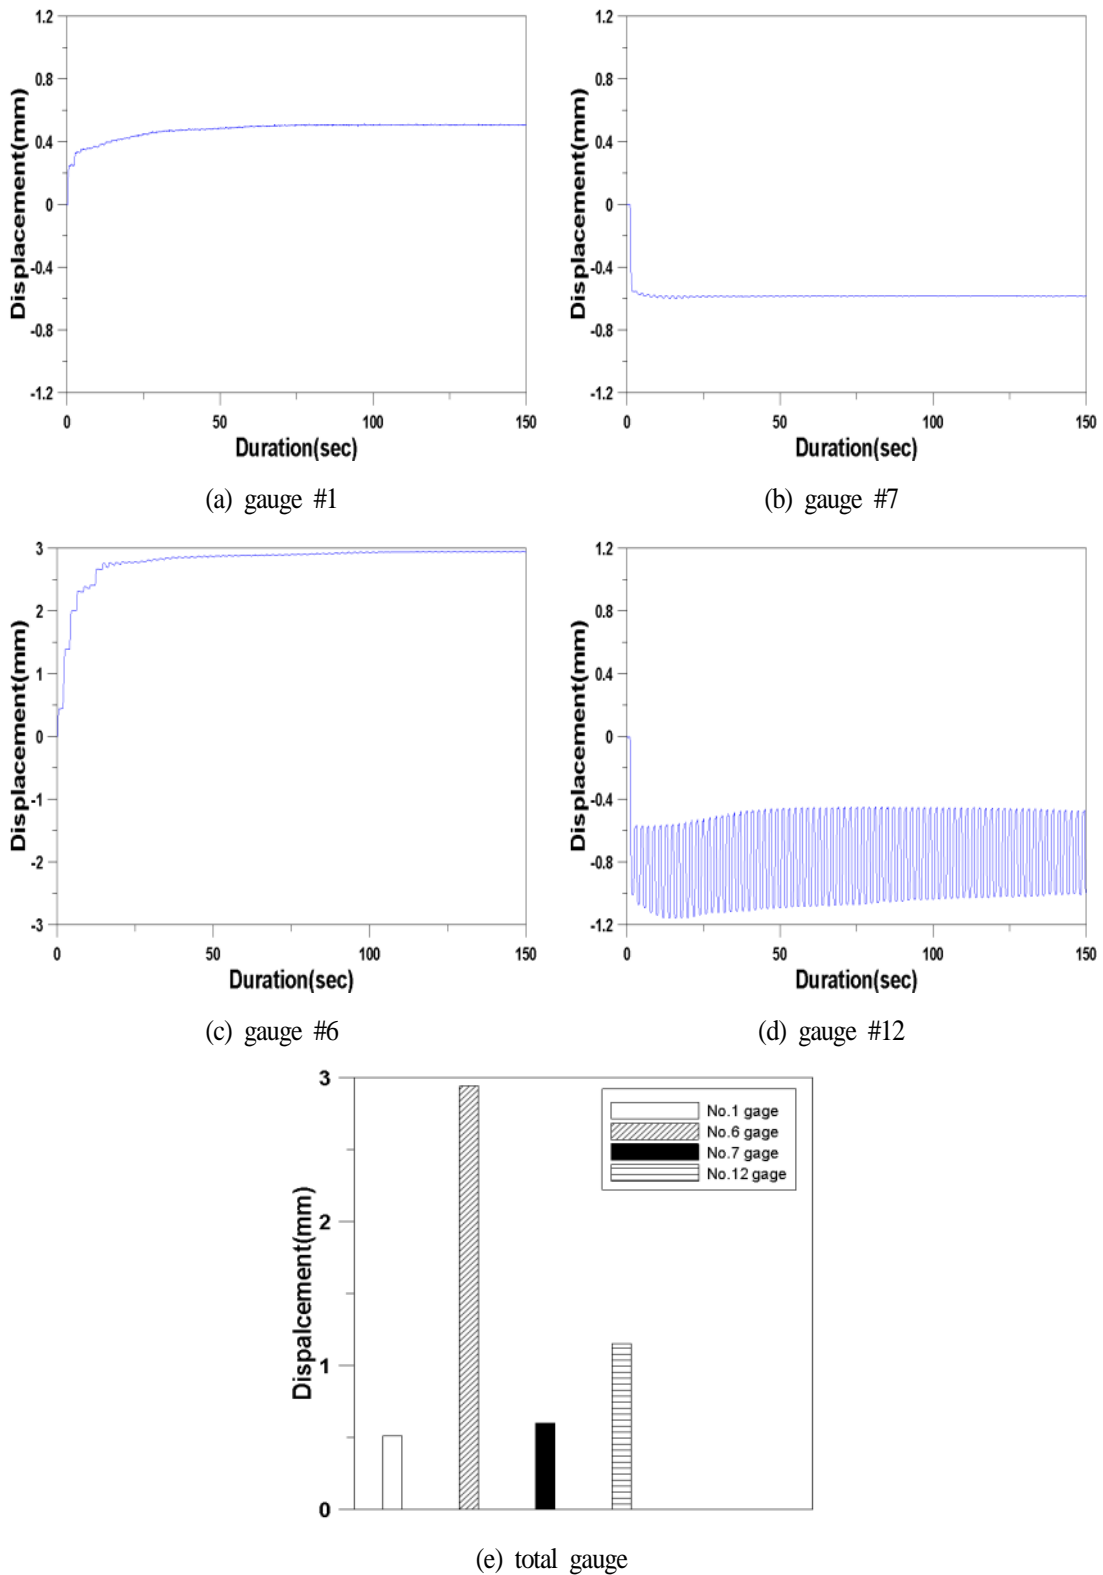 1.2
0.8
0.4
0
-0.4
-0.8
-1.2
Displacement(mm)
0 50 100 150
Duration(sec)
(a) gauge #1
1.2
0.8
0.4
0
-0.4
-0.8
-1.2
Displacement(mm)
0 50 100 150
Duration(sec)
(b) gauge #7
3
2
1
0
-1
-2
-3
Displacement(mm)
0 50 100 150
Duration(sec)
(c) gauge #6
1.2
0.8
0.4
0
-0.4
-0.8
-1.2
Displacement(mm)
0 50 100 150
Duration(sec)
(d) gauge #12
3
2
1
0
Dispalcement(mm)
No.1 gage
No.6 gage
No.7 gage
No.12 gage
(e) total gauge